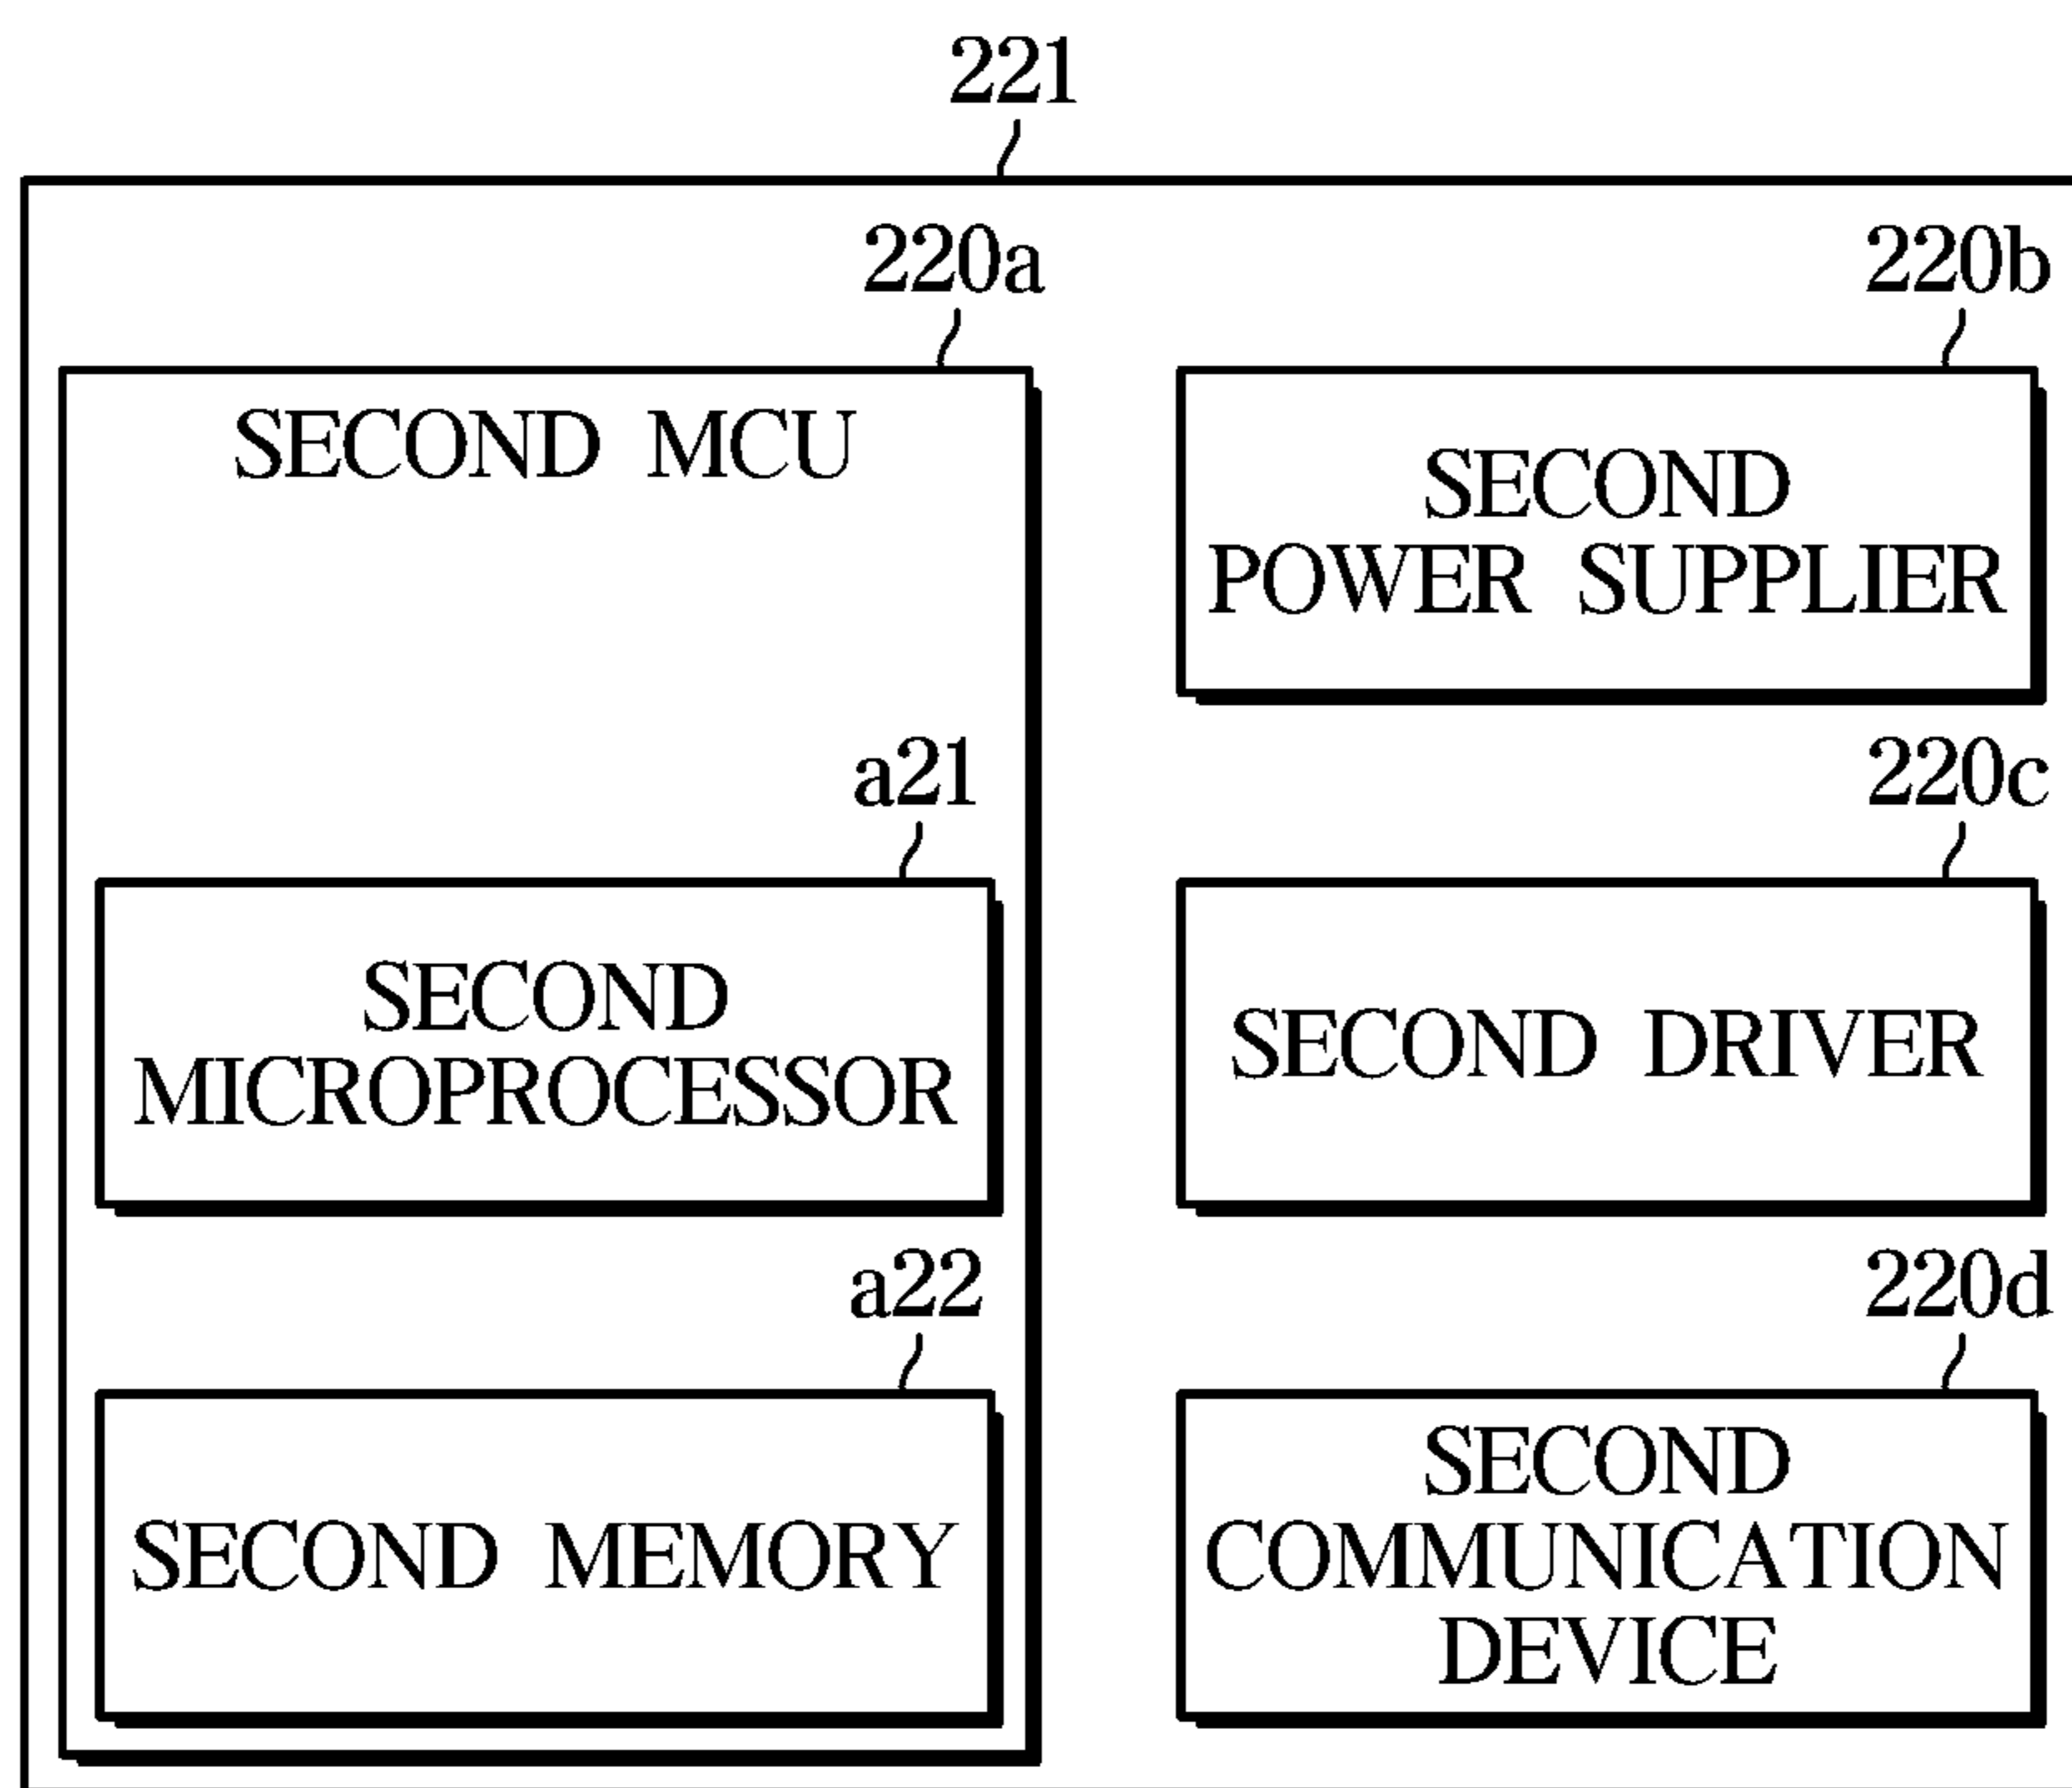 221
220a
SECOND MCU
a21
SECOND
MICROPROCESSOR
a22
SECOND MEMORY
220b
SECOND
POWER SUPPLIER
220c
SECOND DRIVER
220d
SECOND
COMMUNICATION
DEVICE